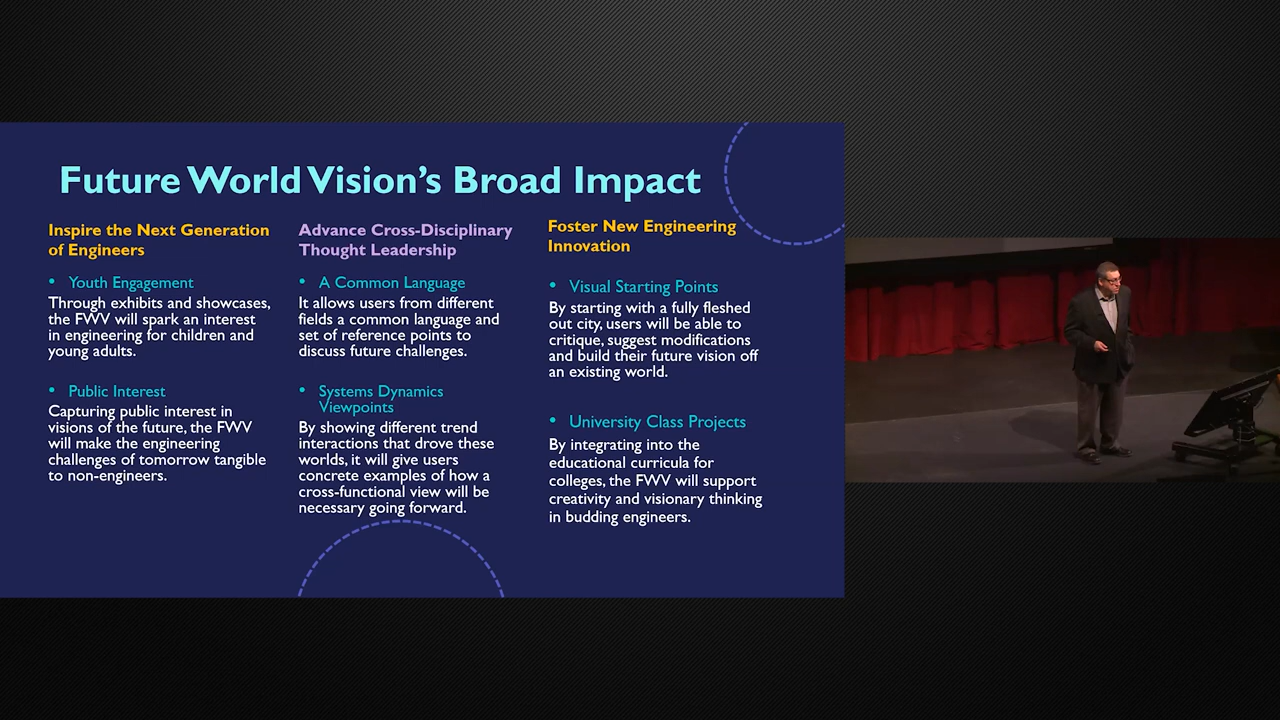 Future World Vision's Broad Impact
Inspire the Next Generation
of Engineers
• Youth Engagement
Through exhibits and showcases,
the FWV will spark an interest
in engineering for children and
young adults.
• Public Interest
Capturing public interest in
visions of the future, the FWV
will make the engineering
challenges of tomorrow tangible
to non-engineers.
Advance Cross-Disciplinary
Thought Leadership
• A Common Language
It allows users from different
fields a common language and
set of reference points to
discuss future challenges.
• Systems Dynamics
Viewpoints
By showing different trend
interactions that drove these
worlds, it will give users
concrete examples of how a
cross-functional view will be
necessary going forward.
Foster New Engineering
Innovation
• Visual Starting Points
By starting with a fully fleshed
out city, users will be able to
critique, suggest modifications
and build their future vision off
an existing world.
• University Class Projects
By integrating into the
educational curricula for
colleges, the FWV will support
creativity and visionary thinking
in budding engineers.